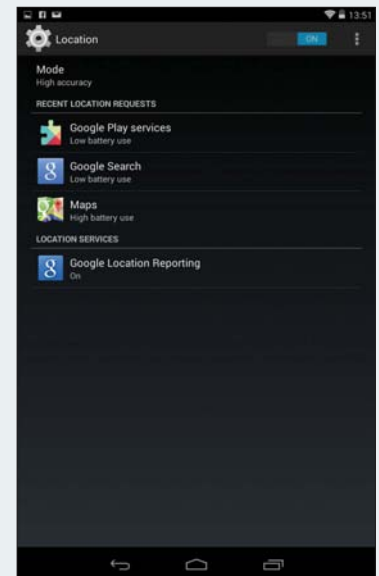 13:51
Location
ON
Mode
High accuracy
RECENT LOCATION REQUESTS
Google Play services
Low battery use
Google Search
Low battery use
Maps
High battery use
LOCATION SERVICES
Google Location Reporting
On